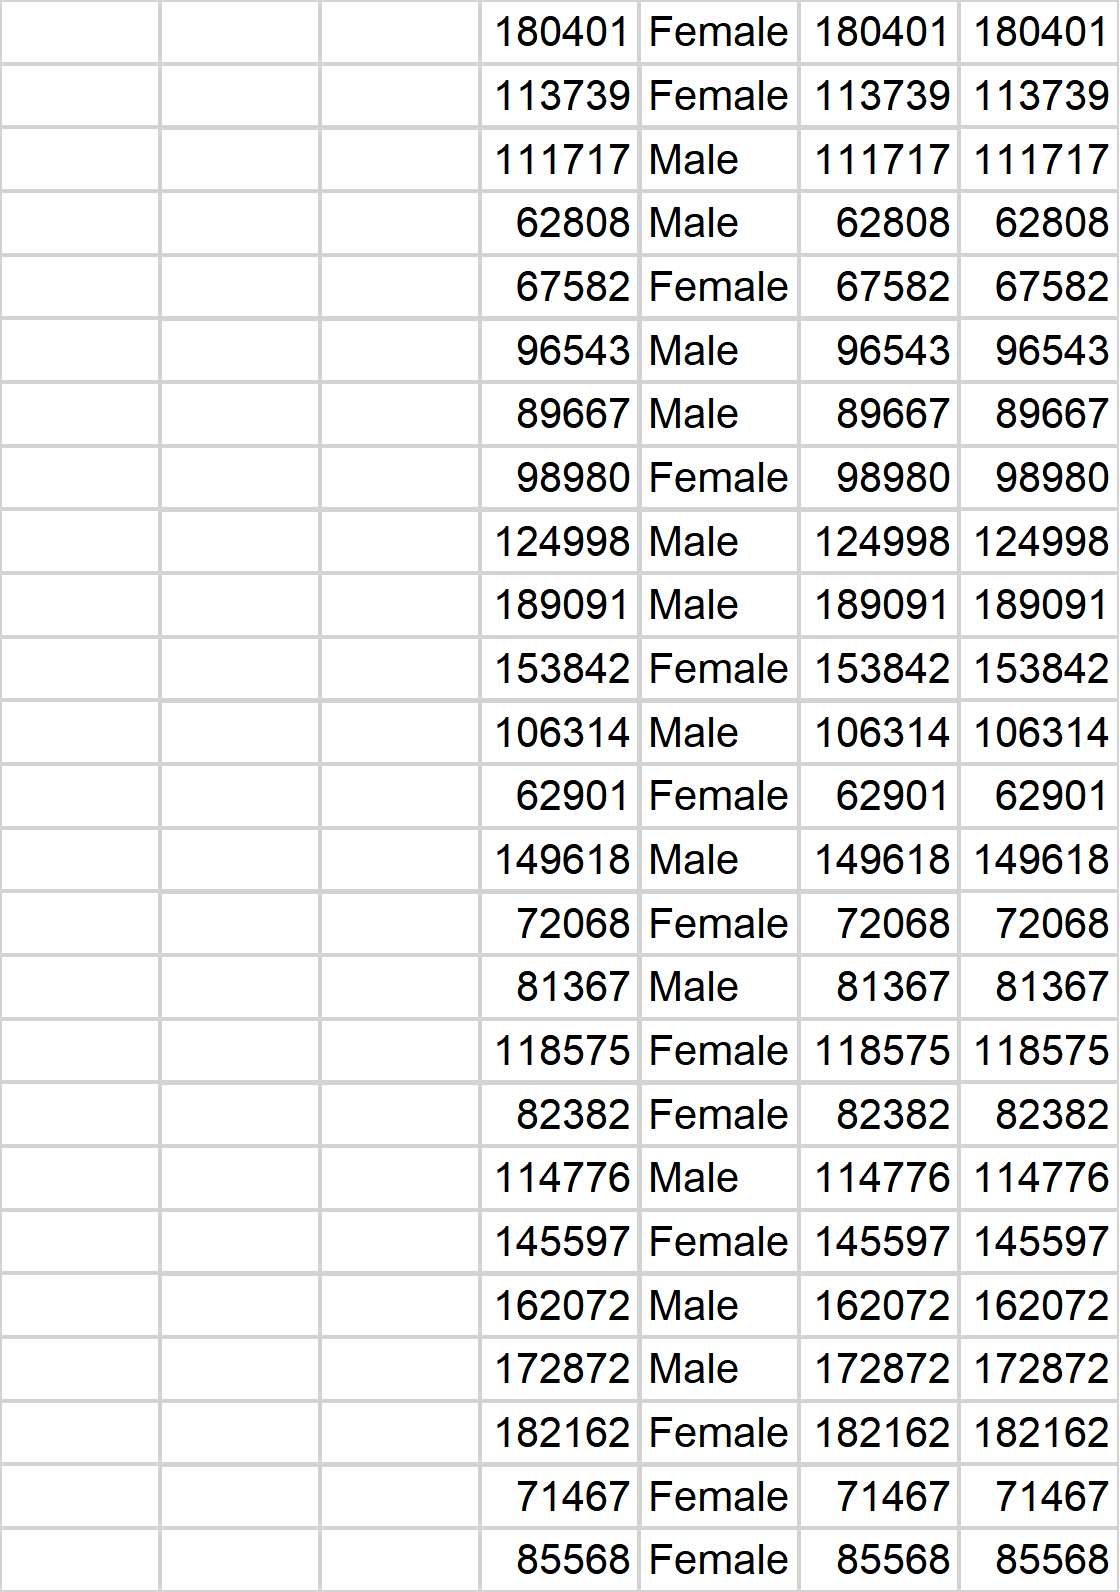 180401 Female 180401 180401
113739 Female 113739 113739
111717 Male 111717 111717
62808 Male 62808 62808
67582 Female 67582 67582
96543 Male 96543 96543
89667 Male 89667 89667
98980 Female 98980 98980
124998 Male 124998 124998
189091 Male 189091 189091
153842 Female 153842 153842
106314 Male 106314 106314
62901 Female 62901 62901
149618 Male 149618 149618
72068 Female 72068 72068
81367 Male 81367 81367
118575 Female 118575 118575
82382 Female 82382 82382
114776 Male 114776 114776
145597 Female 145597 145597
162072 Male 162072 162072
172872 Male 172872 172872
182162 Female 182162 182162
71467 Female 71467 71467
85568 Female 85568 85568